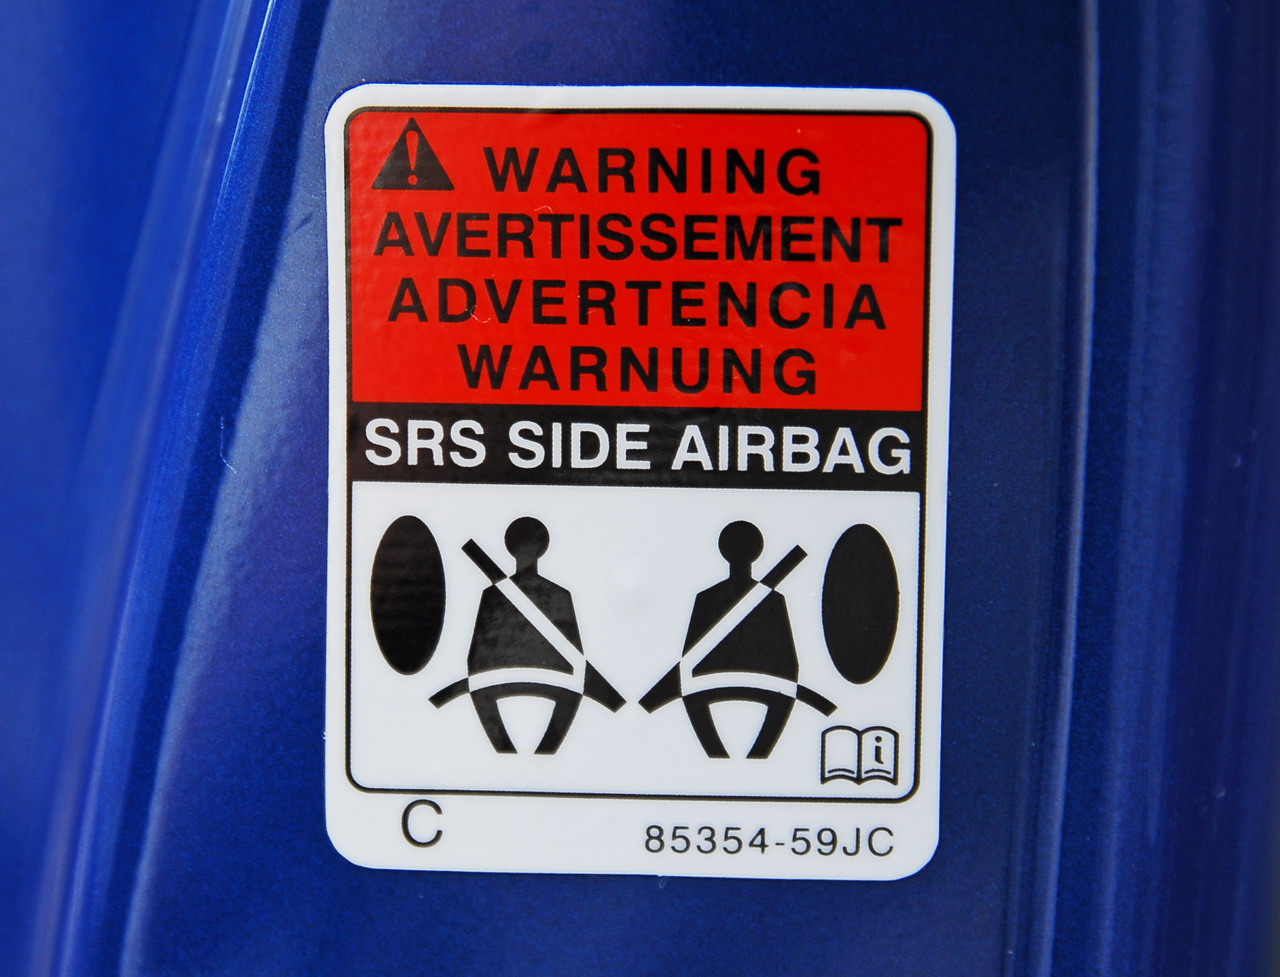 WARNING
AVERTISSEMENT
ADVERTENCIA
WARNUNG
SRS SIDE AIRBAG
i
C
85354-59JC